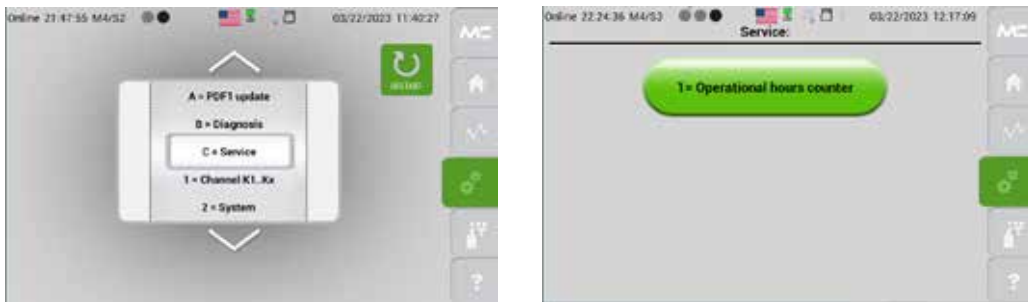 Online 21:47:55 M4/S2 03/22/2023 11:40:27
MC
A = PDF1 update
B = Diagnosis
C = Service
1 = Channel K1..Kx
2 = System
?
Online 22:24:36 M4/S3 03/22/2023 12:17:09
Service:
MC
1= Operational hours counter
?